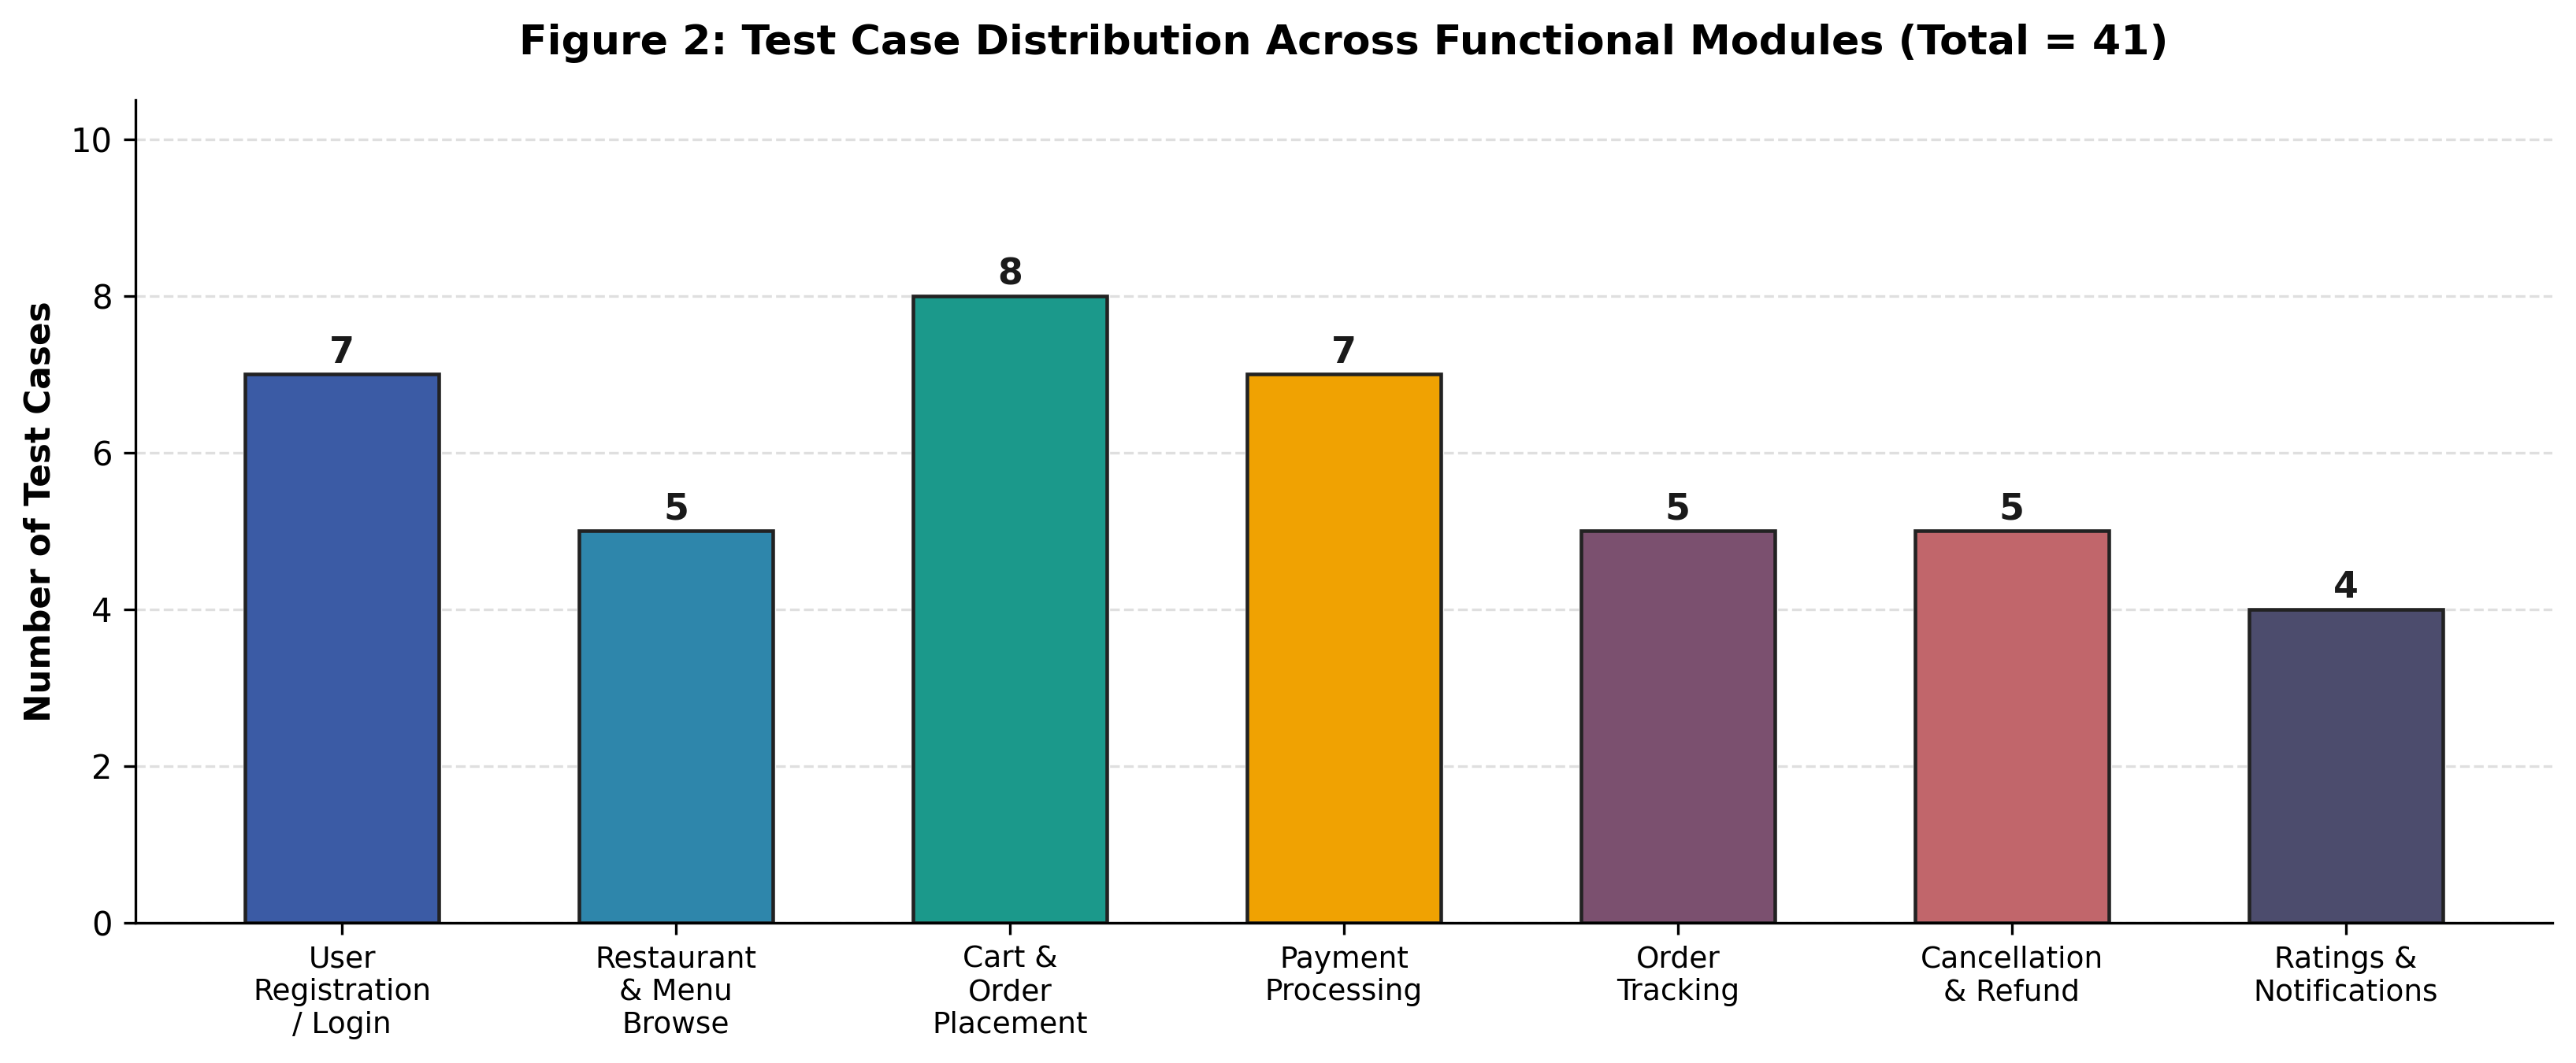 Figure 2: Test Case Distribution Across Functional Modules (Total = 41)
Number of Test Cases
10
8
6
4
2
0
7
5
8
7
5
5
4
User
Registration
/ Login
Restaurant
& Menu
Browse
Cart &
Order
Placement
Payment
Processing
Order
Tracking
Cancellation
& Refund
Ratings &
Notifications